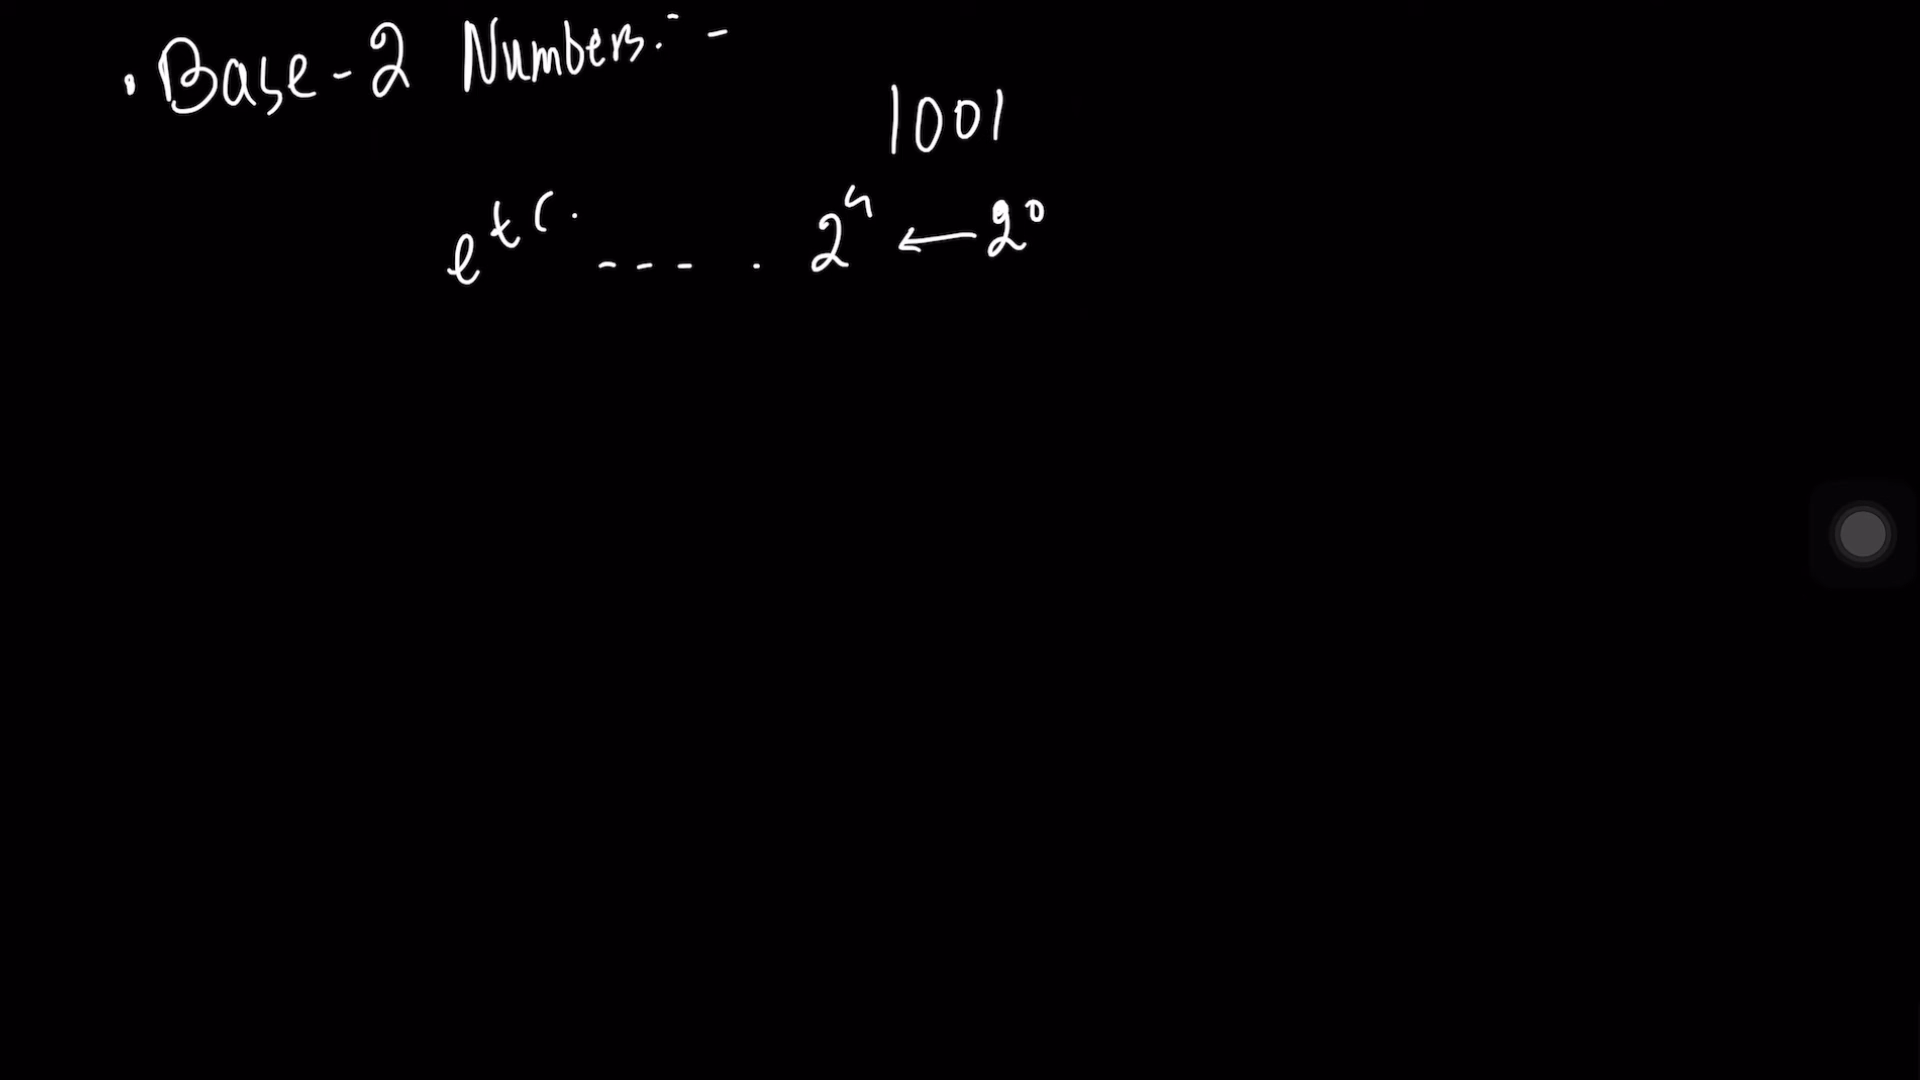 • Base-2 Numbers:-
1001
etc. ---- . 2⁴ ← 2⁰